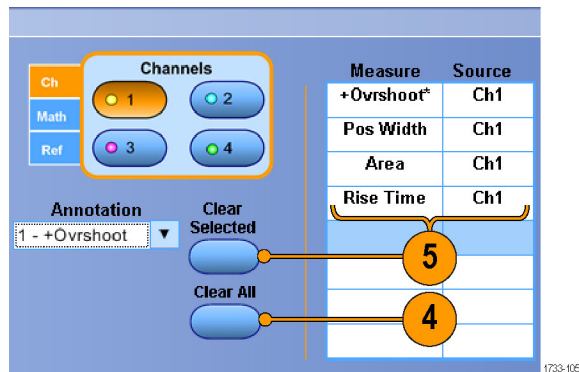 Channels
Ch
Math
Ref
1
2
3
4
Measure Source
+Ovrshoot* Ch1
Pos Width Ch1
Area Ch1
Rise Time Ch1
Annotation
1 - +Ovrshoot
Clear
Selected
Clear All
5
4
1733-105